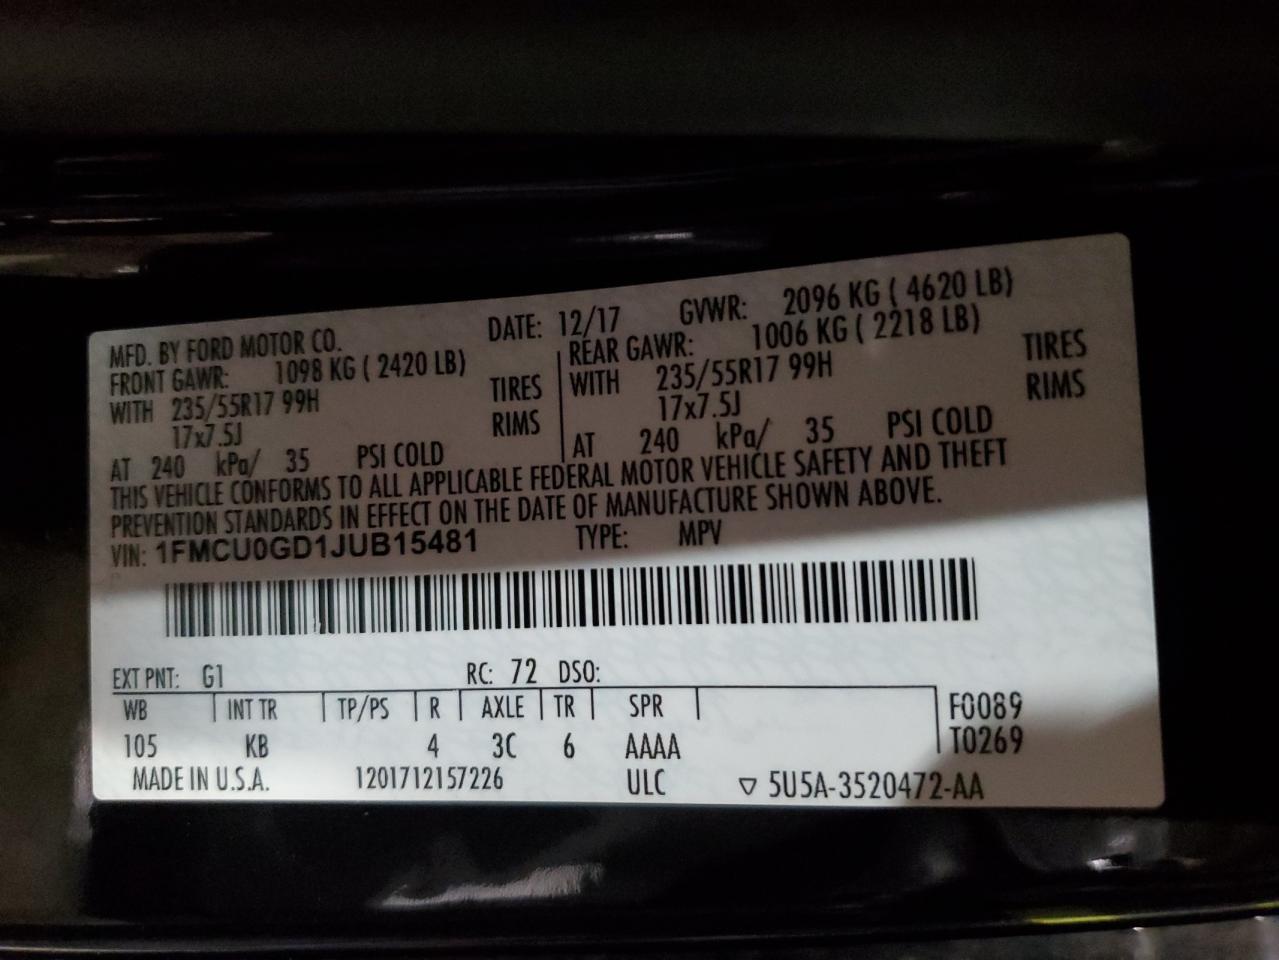 MFD. BY FORD MOTOR CO. DATE: 12/17 GVWR: 2096 KG ( 4620 LB)
FRONT GAWR: 1098 KG ( 2420 LB) REAR GAWR: 1006 KG ( 2218 LB)
WITH 235/55R17 99H TIRES WITH 235/55R17 99H TIRES
17x7.5J RIMS 17x7.5J RIMS
AT 240 kPa/ 35 PSI COLD AT 240 kPa/ 35 PSI COLD
THIS VEHICLE CONFORMS TO ALL APPLICABLE FEDERAL MOTOR VEHICLE SAFETY AND THEFT
PREVENTION STANDARDS IN EFFECT ON THE DATE OF MANUFACTURE SHOWN ABOVE.
VIN: 1FMCU0GD1JUB15481 TYPE: MPV
EXT PNT: G1 RC: 72 DSO:
WB INT TR TP/PS R AXLE TR SPR F0089
105 KB 4 3C 6 AAAA T0269
MADE IN U.S.A. 1201712157226 ULC ▽ 5U5A-3520472-AA